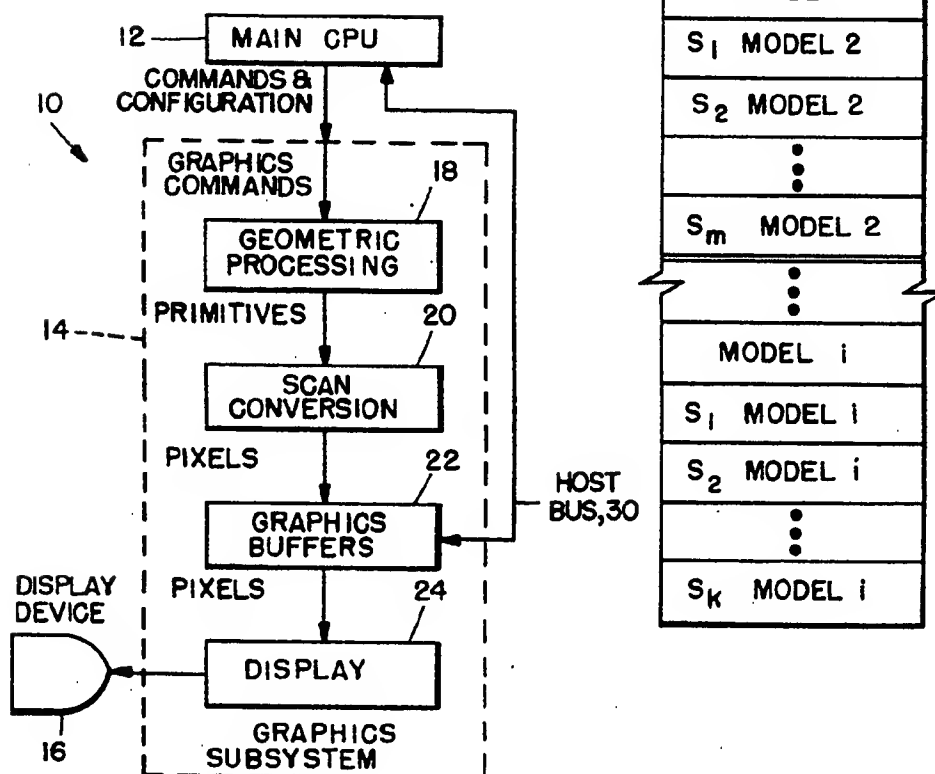 12
MAIN CPU
COMMANDS &
CONFIGURATION
10
GRAPHICS
COMMANDS
18
GEOMETRIC
PROCESSING
14
PRIMITIVES
20
SCAN
CONVERSION
PIXELS
22
GRAPHICS
BUFFERS
HOST
BUS,30
PIXELS
24
DISPLAY
DEVICE
DISPLAY
16
GRAPHICS
SUBSYSTEM
S1 MODEL 2
S2 MODEL 2
Sm MODEL 2
MODEL i
S1 MODEL i
S2 MODEL i
Sk MODEL i